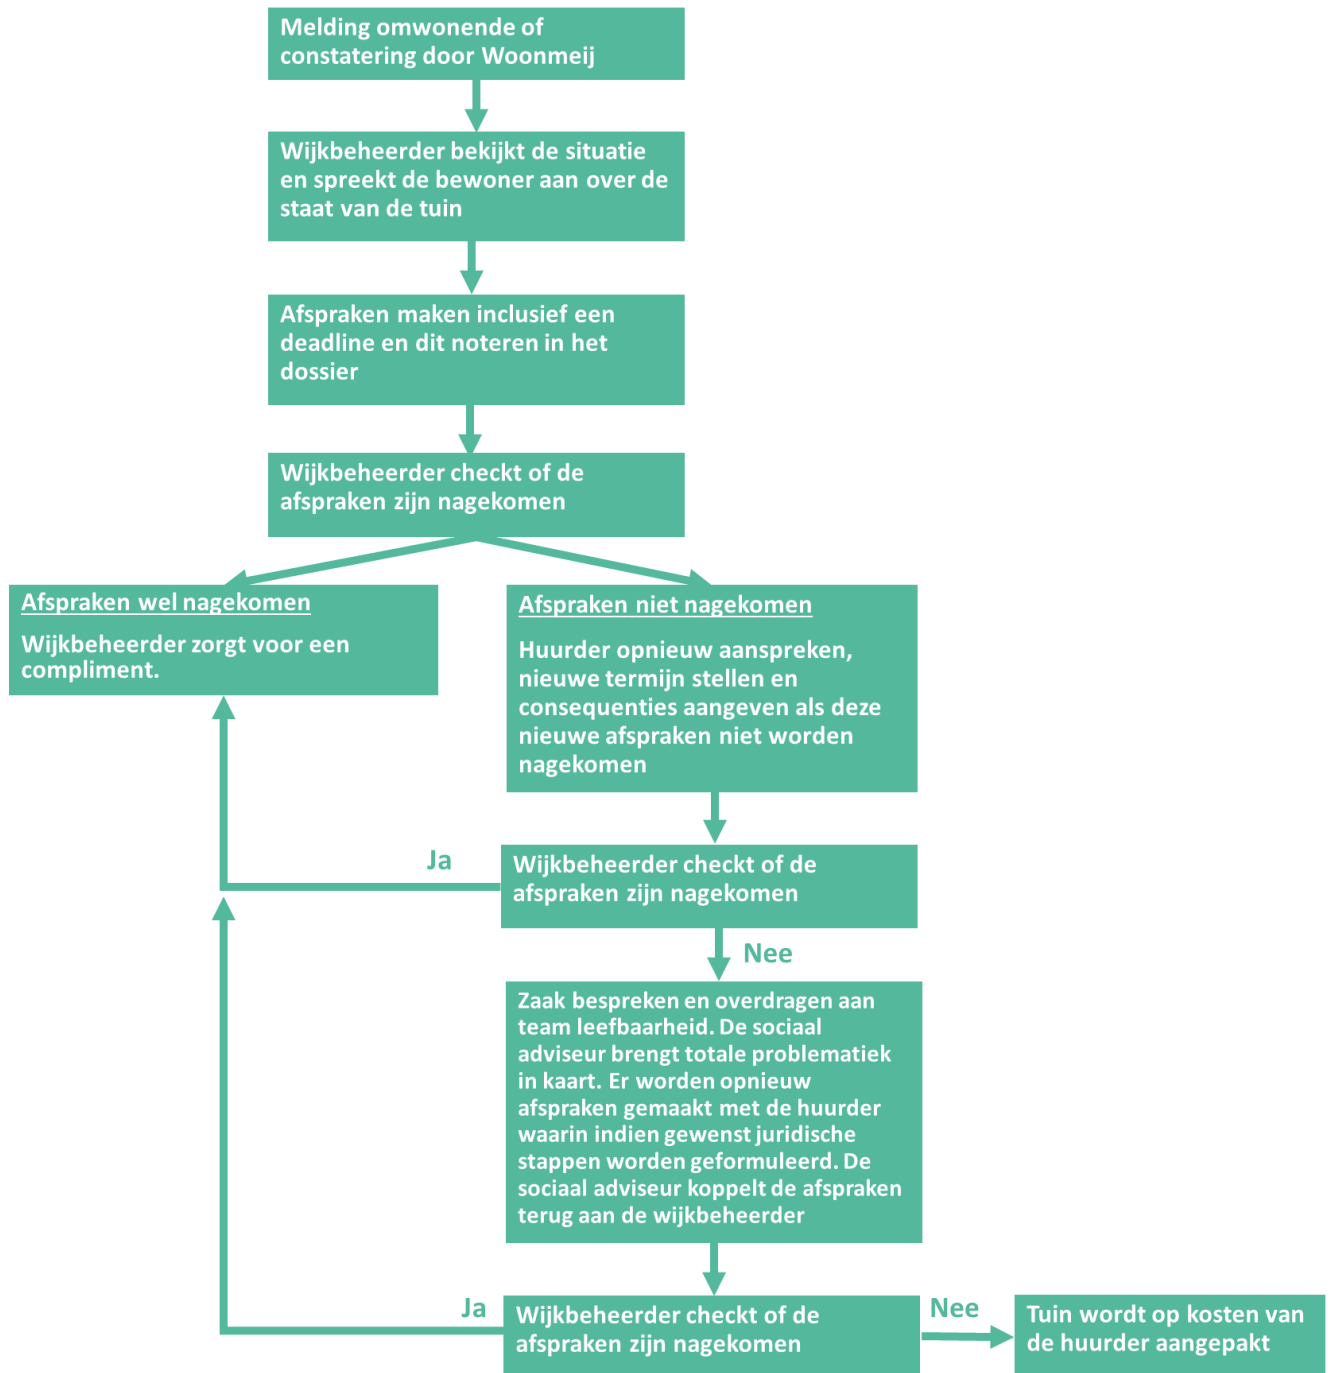 Melding omwonende of
constatering door Woonmeij
Wijkbeheerder bekijkt de situatie
en spreekt de bewoner aan over de
staat van de tuin
Afspraken maken inclusief een
deadline en dit noteren in het
dossier
Wijkbeheerder checkt of de
afspraken zijn nagekomen
Afspraken wel nagekomen
Wijkbeheerder zorgt voor een
compliment.
Afspraken niet nagekomen
Huurder opnieuw aanspreken,
nieuwe termijn stellen en
consequenties aangeven als deze
nieuwe afspraken niet worden
nagekomen
Ja
Wijkbeheerder checkt of de
afspraken zijn nagekomen
Nee
Zaak bespreken en overdragen aan
team leefbaarheid. De sociaal
adviseur brengt totale problematiek
in kaart. Er worden opnieuw
afspraken gemaakt met de huurder
waarin indien gewenst juridische
stappen worden geformuleerd. De
sociaal adviseur koppelt de afspraken
terug aan de wijkbeheerder
Ja
Wijkbeheerder checkt of de
afspraken zijn nagekomen
Nee
Tuin wordt op kosten van
de huurder aangepakt